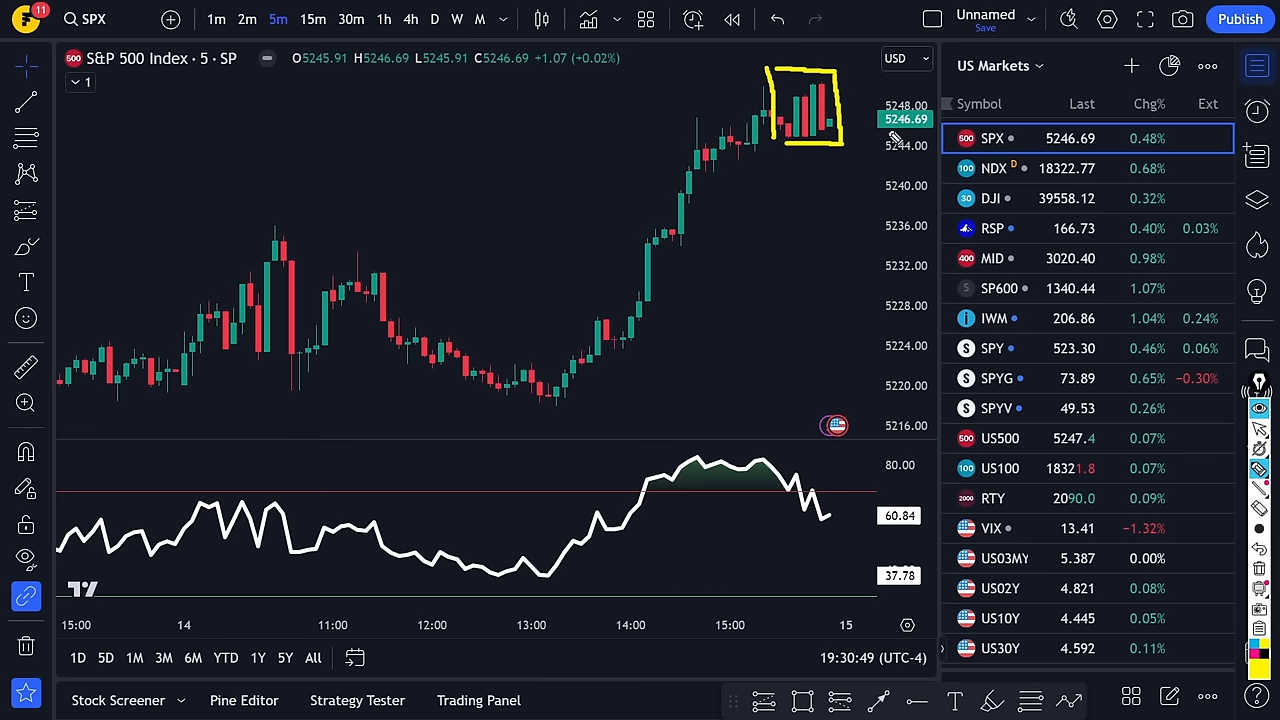 11
SPX
1m 2m 5m 15m 30m 1h 4h D W M
Unnamed
Save
Publish
500 S&P 500 Index · 5 · SP
O5245.91 H5246.69 L5245.91 C5246.69 +1.07 (+0.02%)
USD
1
5248.00
5246.69
5244.00
5240.00
5236.00
5232.00
5228.00
5224.00
5220.00
5216.00
80.00
60.84
37.78
15:00 14 11:00 12:00 13:00 14:00 15:00 15
1D 5D 1M 3M 6M YTD 1Y 5Y All
19:30:49 (UTC-4)
Stock Screener Pine Editor Strategy Tester Trading Panel
US Markets
Symbol Last Chg% Ext
500 SPX 5246.69 0.48%
100 NDX D 18322.77 0.68%
30 DJI 39558.12 0.32%
RSP 166.73 0.40% 0.03%
400 MID 3020.40 0.98%
S SP600 1340.44 1.07%
IWM 206.86 1.04% 0.24%
S SPY 523.30 0.46% 0.06%
S SPYG 73.89 0.65% −0.30%
S SPYV 49.53 0.26%
500 US500 5247.4 0.07%
100 US100 18321.8 0.07%
2000 RTY 2090.0 0.09%
VIX 13.41 −1.32%
US03MY 5.387 0.00%
US02Y 4.821 0.08%
US10Y 4.445 0.05%
US30Y 4.592 0.11%